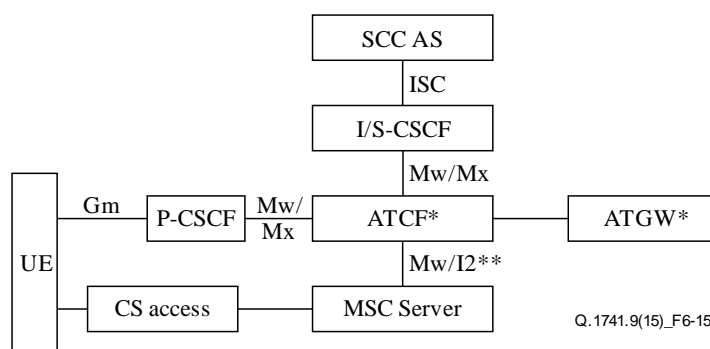 SCC AS
ISC
I/S-CSCF
Mw/Mx
Gm
P-CSCF
Mw/
Mx
ATCF*
ATGW*
UE
Mw/I2**
CS access
MSC Server
Q.1741.9(15)_F6-15